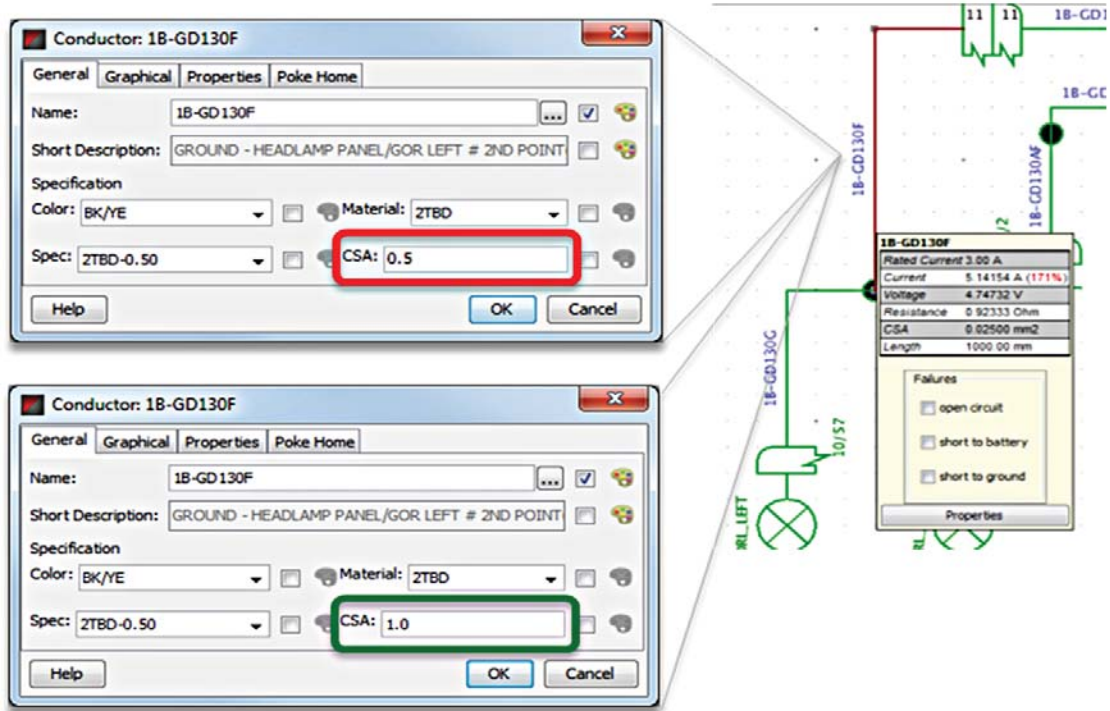 Conductor: 1B-GD130F
General Graphical Properties Poke Home
Name: 1B-GD130F ...
Short Description: GROUND - HEADLAMP PANEL/GOR LEFT # 2ND POINT
Specification
Color: BK/YE Material: 2TBD
Spec: 2TBD-0.50 CSA: 0.5
Help OK Cancel
Conductor: 1B-GD130F
General Graphical Properties Poke Home
Name: 1B-GD130F ...
Short Description: GROUND - HEADLAMP PANEL/GOR LEFT # 2ND POINT
Specification
Color: BK/YE Material: 2TBD
Spec: 2TBD-0.50 CSA: 1.0
Help OK Cancel
11 11 1B-GD1
1B-GD
1B-GD130F
1B-GD130AF
/2
1B-GD130F
Rated Current 3.00 A
Current 5.14154 A (171%)
Voltage 4.74732 V
Resistance 0.92333 Ohm
CSA 0.02500 mm2
Length 1000.00 mm
Failures
open circuit
short to battery
short to ground
Properties
1B-GD130G
10/S7
DRL_LEFT